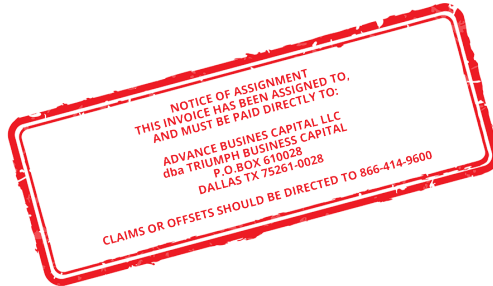 NOTICE OF ASSIGNMENT
THIS INVOICE HAS BEEN ASSIGNED TO,
AND MUST BE PAID DIRECTLY TO:
ADVANCE BUSINES CAPITAL LLC
dba TRIUMPH BUSINESS CAPITAL
P.O.BOX 610028
DALLAS TX 75261-0028
CLAIMS OR OFFSETS SHOULD BE DIRECTED TO 866-414-9600